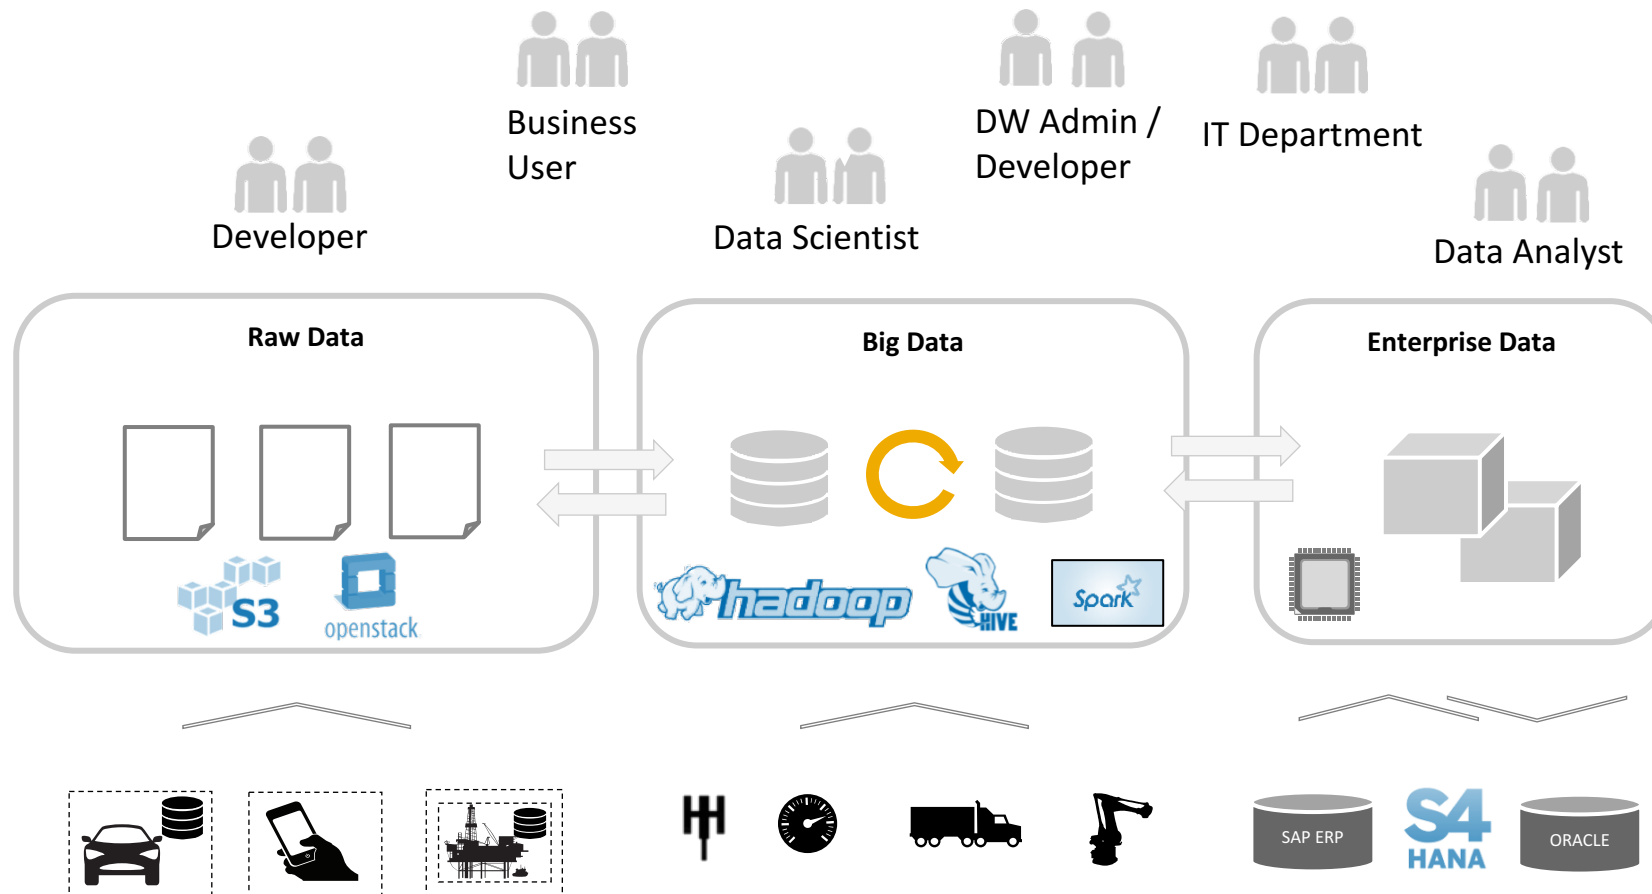 Business
User
DW Admin /
Developer
IT Department
Developer
Data Scientist
Data Analyst
Raw Data
Big Data
Enterprise Data
S3
openstack
hadoop
HIVE
Spark
SAP ERP
S4
HANA
ORACLE